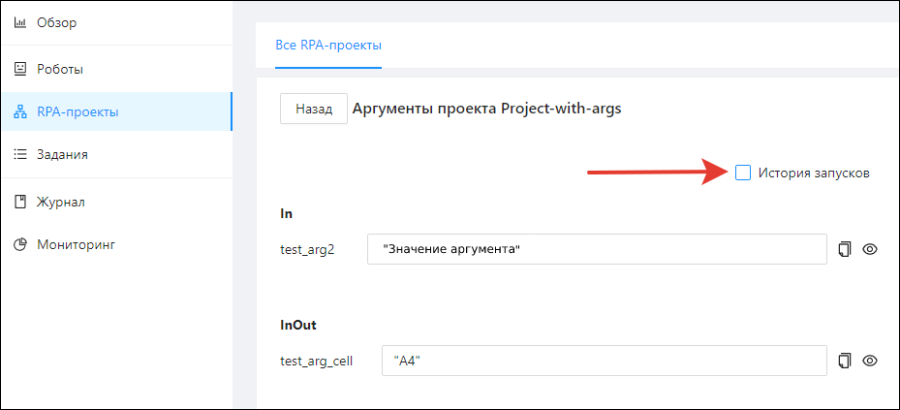 Обзор
Роботы
RPA-проекты
Задания
Журнал
Мониторинг
Все RPA-проекты
Назад Аргументы проекта Project-with-args
История запусков
In
test_arg2 "Значение аргумента"
InOut
test_arg_cell "A4"